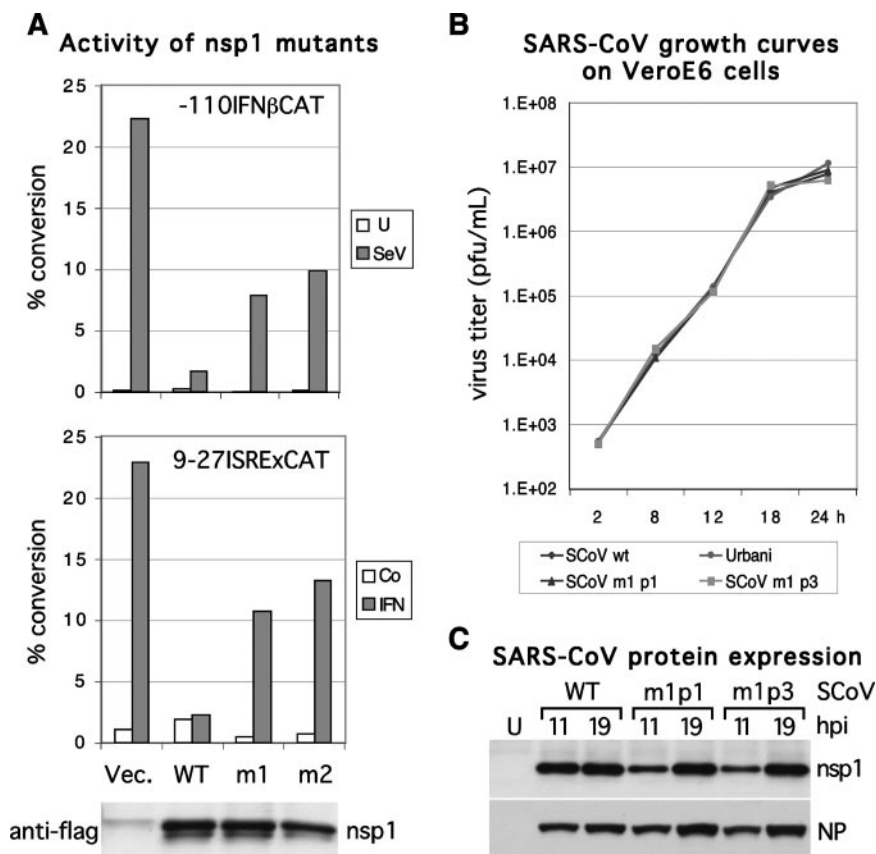 A
Activity of nsp1 mutants
25
20
15
10
5
0
% conversion
-110IFNβCAT
U
SeV
25
20
15
10
5
0
% conversion
9-27ISRExCAT
Co
IFN
Vec. WT m1 m2
anti-flag nsp1
B
SARS-CoV growth curves
on VeroE6 cells
1.E+08
1.E+07
1.E+06
1.E+05
1.E+04
1.E+03
1.E+02
virus titer (pfu/mL)
2 8 12 18 24 h
SCoV wt Urbani
SCoV m1 p1 SCoV m1 p3
C
SARS-CoV protein expression
WT m1p1 m1p3 SCoV
U 11 19 11 19 11 19 hpi
nsp1
NP